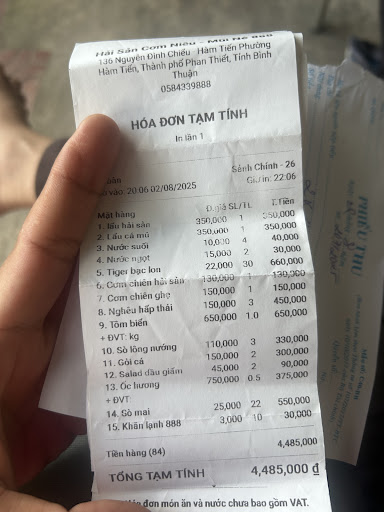 Hải Sản Cơm Niêu - Mũi Né 888
136 Nguyễn Đình Chiểu Hàm Tiến Phường
Hàm Tiến, Thành phố Phan Thiết, Tỉnh Bình
Thuận
0584339888
HÓA ĐƠN TẠM TÍNH
In lần 1
Sảnh Chính - 26
vào: 20:06 02/08/2025 Giờ in: 22:06
Mặt hàng Đ.giá SL/TL T.Tiền
1. lẩu hải sản 350,000 1 350,000
2. Lẩu cá mú 350,000 1 350,000
3. Nước suối 10,000 4 40,000
4. Nước ngọt 15,000 2 30,000
5. Tiger bạc lon 22,000 30 660,000
6. Cơm chiên hải sản 130,000 1 130,000
7. Cơm chiên ghẹ 150,000 1 150,000
8. Nghêu hấp thái 150,000 3 450,000
9. Tôm biển 650,000 1.0 650,000
+ ĐVT: kg
10. Sò lông nướng 110,000 3 330,000
11. Gỏi cá 150,000 2 300,000
12. Salad dầu giấm 45,000 2 90,000
13. Ốc hương 750,000 0.5 375,000
+ ĐVT
14. Sò mai 25,000 22 550,000
15. Khăn lạnh 888 3,000 10 30,000
Tiền hàng (84) 4,485,000
TỔNG TẠM TÍNH 4,485,000 đ
đơn món ăn và nước chưa bao gồm VAT.
PHIẾU THU